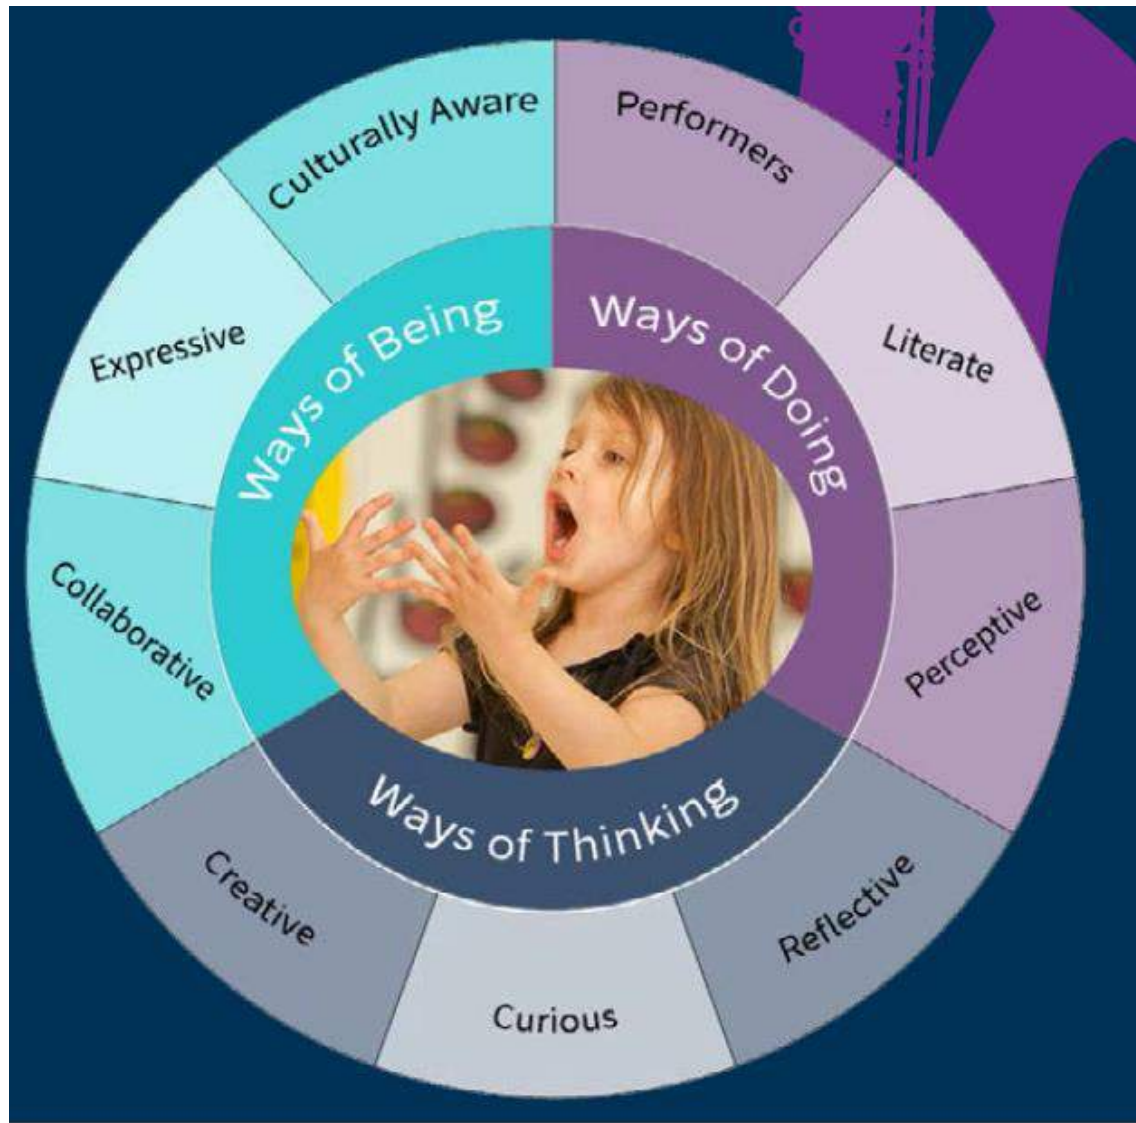 Culturally Aware
Performers
Expressive
Ways of Being
Ways of Doing
Literate
Collaborative
Perceptive
Ways of Thinking
Creative
Reflective
Curious